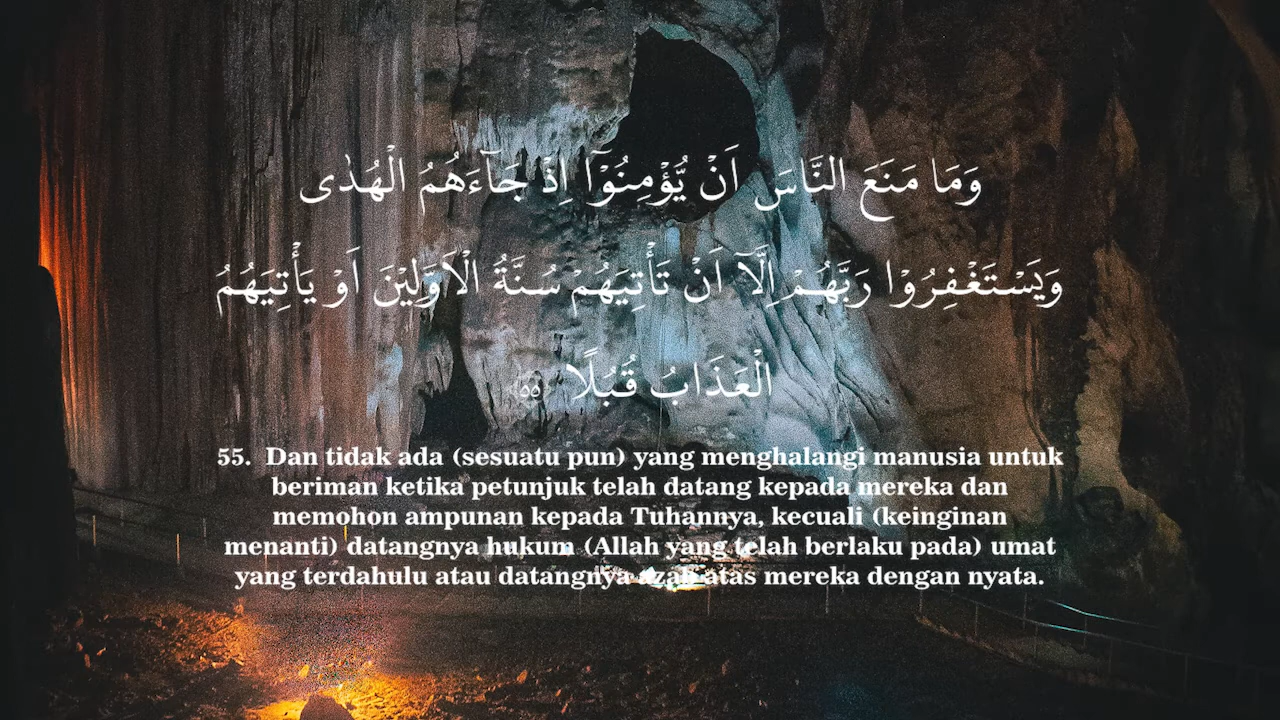 وَمَا مَنَعَ النَّاسَ اَنْ يُّؤْمِنُوْٓا اِذْ جَاۤءَهُمُ الْهُدٰى
وَيَسْتَغْفِرُوْا رَبَّهُمْ اِلَّآ اَنْ تَأْتِيَهُمْ سُنَّةُ الْاَوَّلِيْنَ اَوْ يَأْتِيَهُمُ
الْعَذَابُ قُبُلًا ﴿٥٥﴾
55. Dan tidak ada (sesuatu pun) yang menghalangi manusia untuk
beriman ketika petunjuk telah datang kepada mereka dan
memohon ampunan kepada Tuhannya, kecuali (keinginan
menanti) datangnya hukum (Allah yang telah berlaku pada) umat
yang terdahulu atau datangnya azab atas mereka dengan nyata.